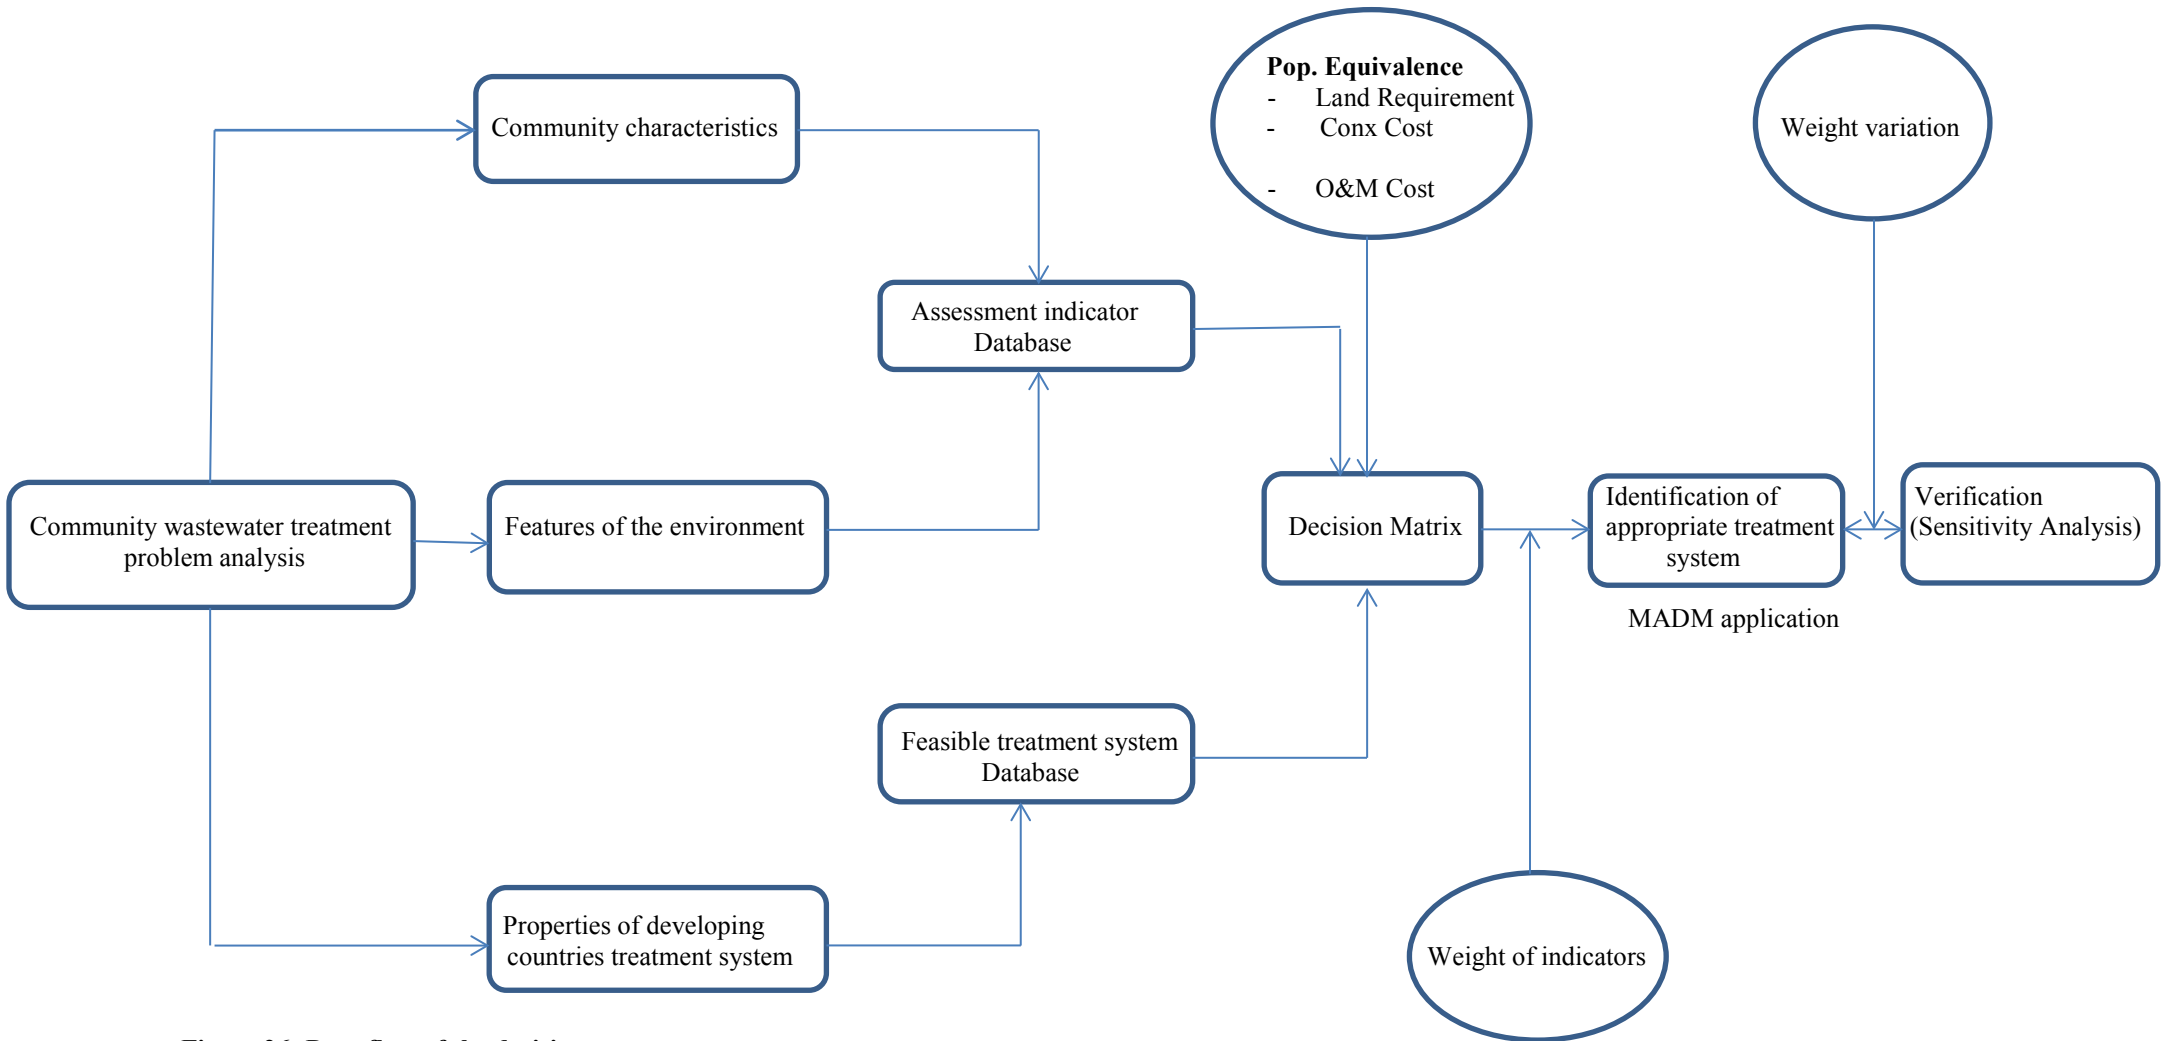 Pop. Equivalence
- Land Requirement
- Conx Cost
- O&M Cost
Weight variation
Community characteristics
Assessment indicator
Database
Community wastewater treatment
problem analysis
Features of the environment
Decision Matrix
Identification of
appropriate treatment
system
Verification
(Sensitivity Analysis)
MADM application
Feasible treatment system
Database
Properties of developing
countries treatment system
Weight of indicators